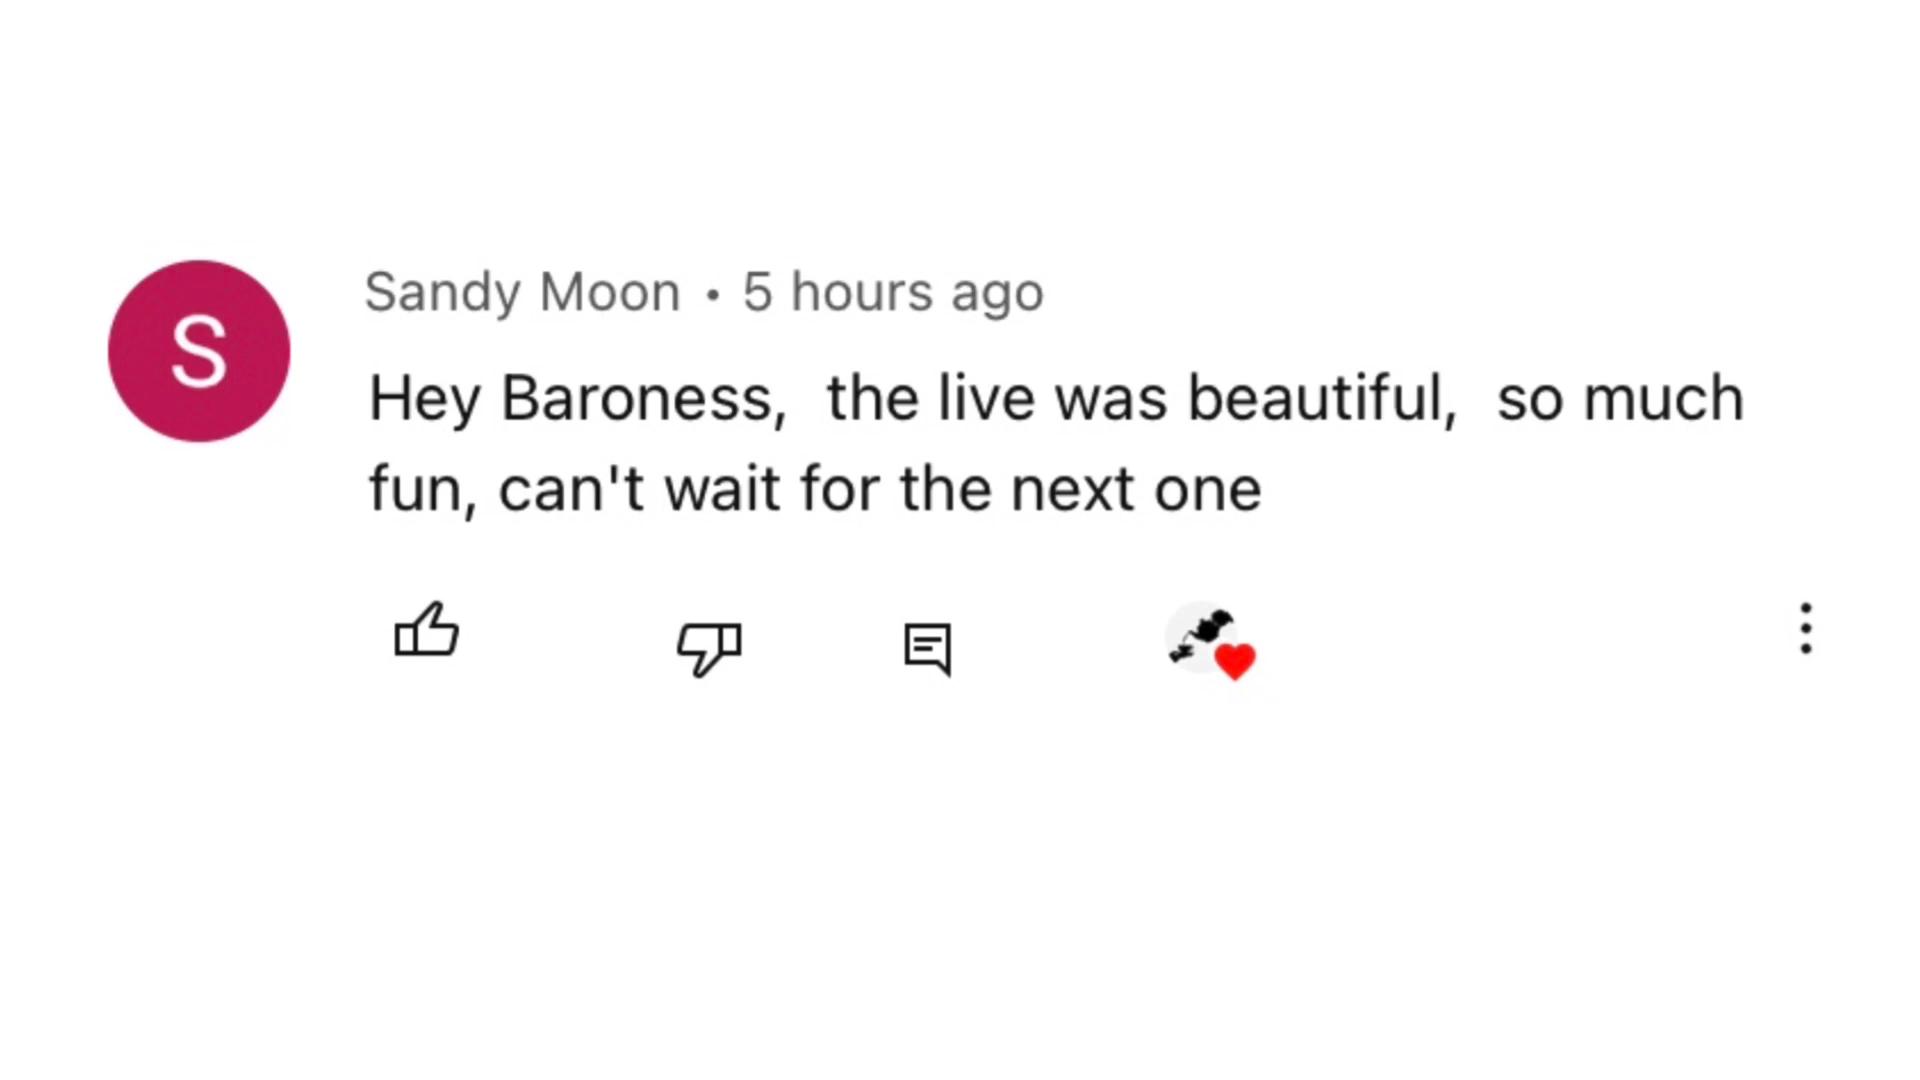 S
Sandy Moon • 5 hours ago
Hey Baroness,  the live was beautiful,  so much
fun, can't wait for the next one